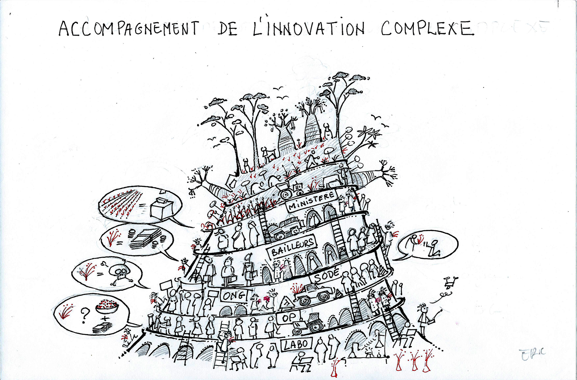 ACCOMPAGNEMENT DE L'INNOVATION COMPLEXE
MINISTERE
BAILLEURS
SODE
ONG
OP
LABO
=
=
=
?